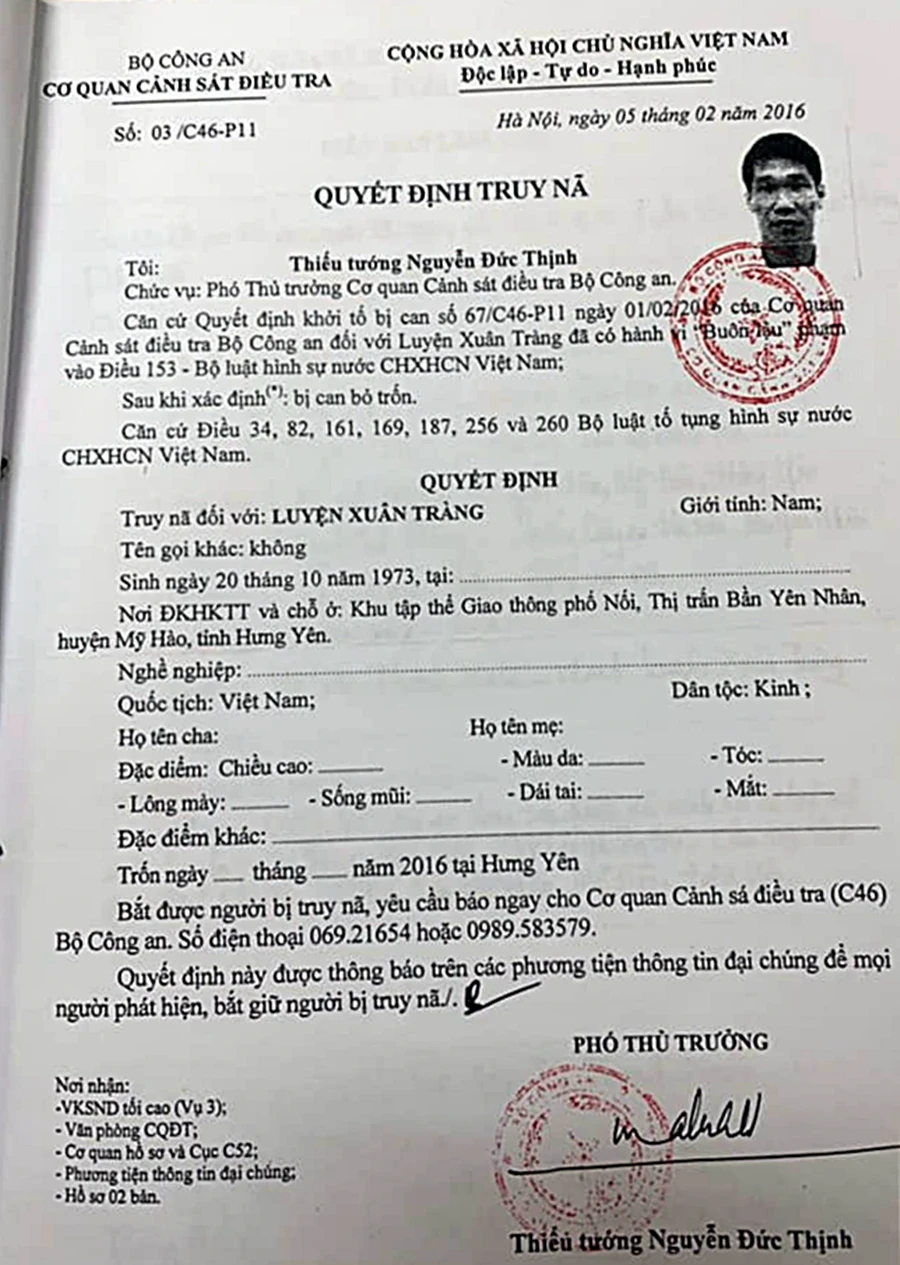 BỘ CÔNG AN
CƠ QUAN CẢNH SÁT ĐIỀU TRA
CỘNG HÒA XÃ HỘI CHỦ NGHĨA VIỆT NAM
Độc lập - Tự do - Hạnh phúc
Số: 03 /C46-P11
Hà Nội, ngày 05 tháng 02 năm 2016
QUYẾT ĐỊNH TRUY NÃ
Tôi: Thiếu tướng Nguyễn Đức Thịnh
Chức vụ: Phó Thủ trưởng Cơ quan Cảnh sát điều tra Bộ Công an.
Căn cứ Quyết định khởi tố bị can số 67/C46-P11 ngày 01/02/2016 của Cơ quan
Cảnh sát điều tra Bộ Công an đối với Luyện Xuân Tràng đã có hành vi "Buôn lậu" phạm
vào Điều 153 - Bộ luật hình sự nước CHXHCN Việt Nam;
Sau khi xác định(*): bị can bỏ trốn.
Căn cứ Điều 34, 82, 161, 169, 187, 256 và 260 Bộ luật tố tụng hình sự nước
CHXHCN Việt Nam.
QUYẾT ĐỊNH
Truy nã đối với: LUYỆN XUÂN TRÀNG Giới tính: Nam;
Tên gọi khác: không
Sinh ngày 20 tháng 10 năm 1973, tại:
Nơi ĐKHKTT và chỗ ở: Khu tập thể Giao thông phố Nối, Thị trấn Bần Yên Nhân,
huyện Mỹ Hào, tỉnh Hưng Yên.
Nghề nghiệp:
Quốc tịch: Việt Nam; Dân tộc: Kinh ;
Họ tên cha: Họ tên mẹ:
Đặc điểm: Chiều cao: - Màu da: - Tóc:
- Lông mày: - Sống mũi: - Dái tai: - Mắt:
Đặc điểm khác:
Trốn ngày tháng năm 2016 tại Hưng Yên
Bắt được người bị truy nã, yêu cầu báo ngay cho Cơ quan Cảnh sá điều tra (C46)
Bộ Công an. Số điện thoại 069.21654 hoặc 0989.583579.
Quyết định này được thông báo trên các phương tiện thông tin đại chúng để mọi
người phát hiện, bắt giữ người bị truy nã./.
PHÓ THỦ TRƯỞNG
Nơi nhận:
-VKSND tối cao (Vụ 3);
- Văn phòng CQĐT;
- Cơ quan hồ sơ và Cục C52;
- Phương tiện thông tin đại chúng;
- Hồ sơ 02 bản.
Thiếu tướng Nguyễn Đức Thịnh